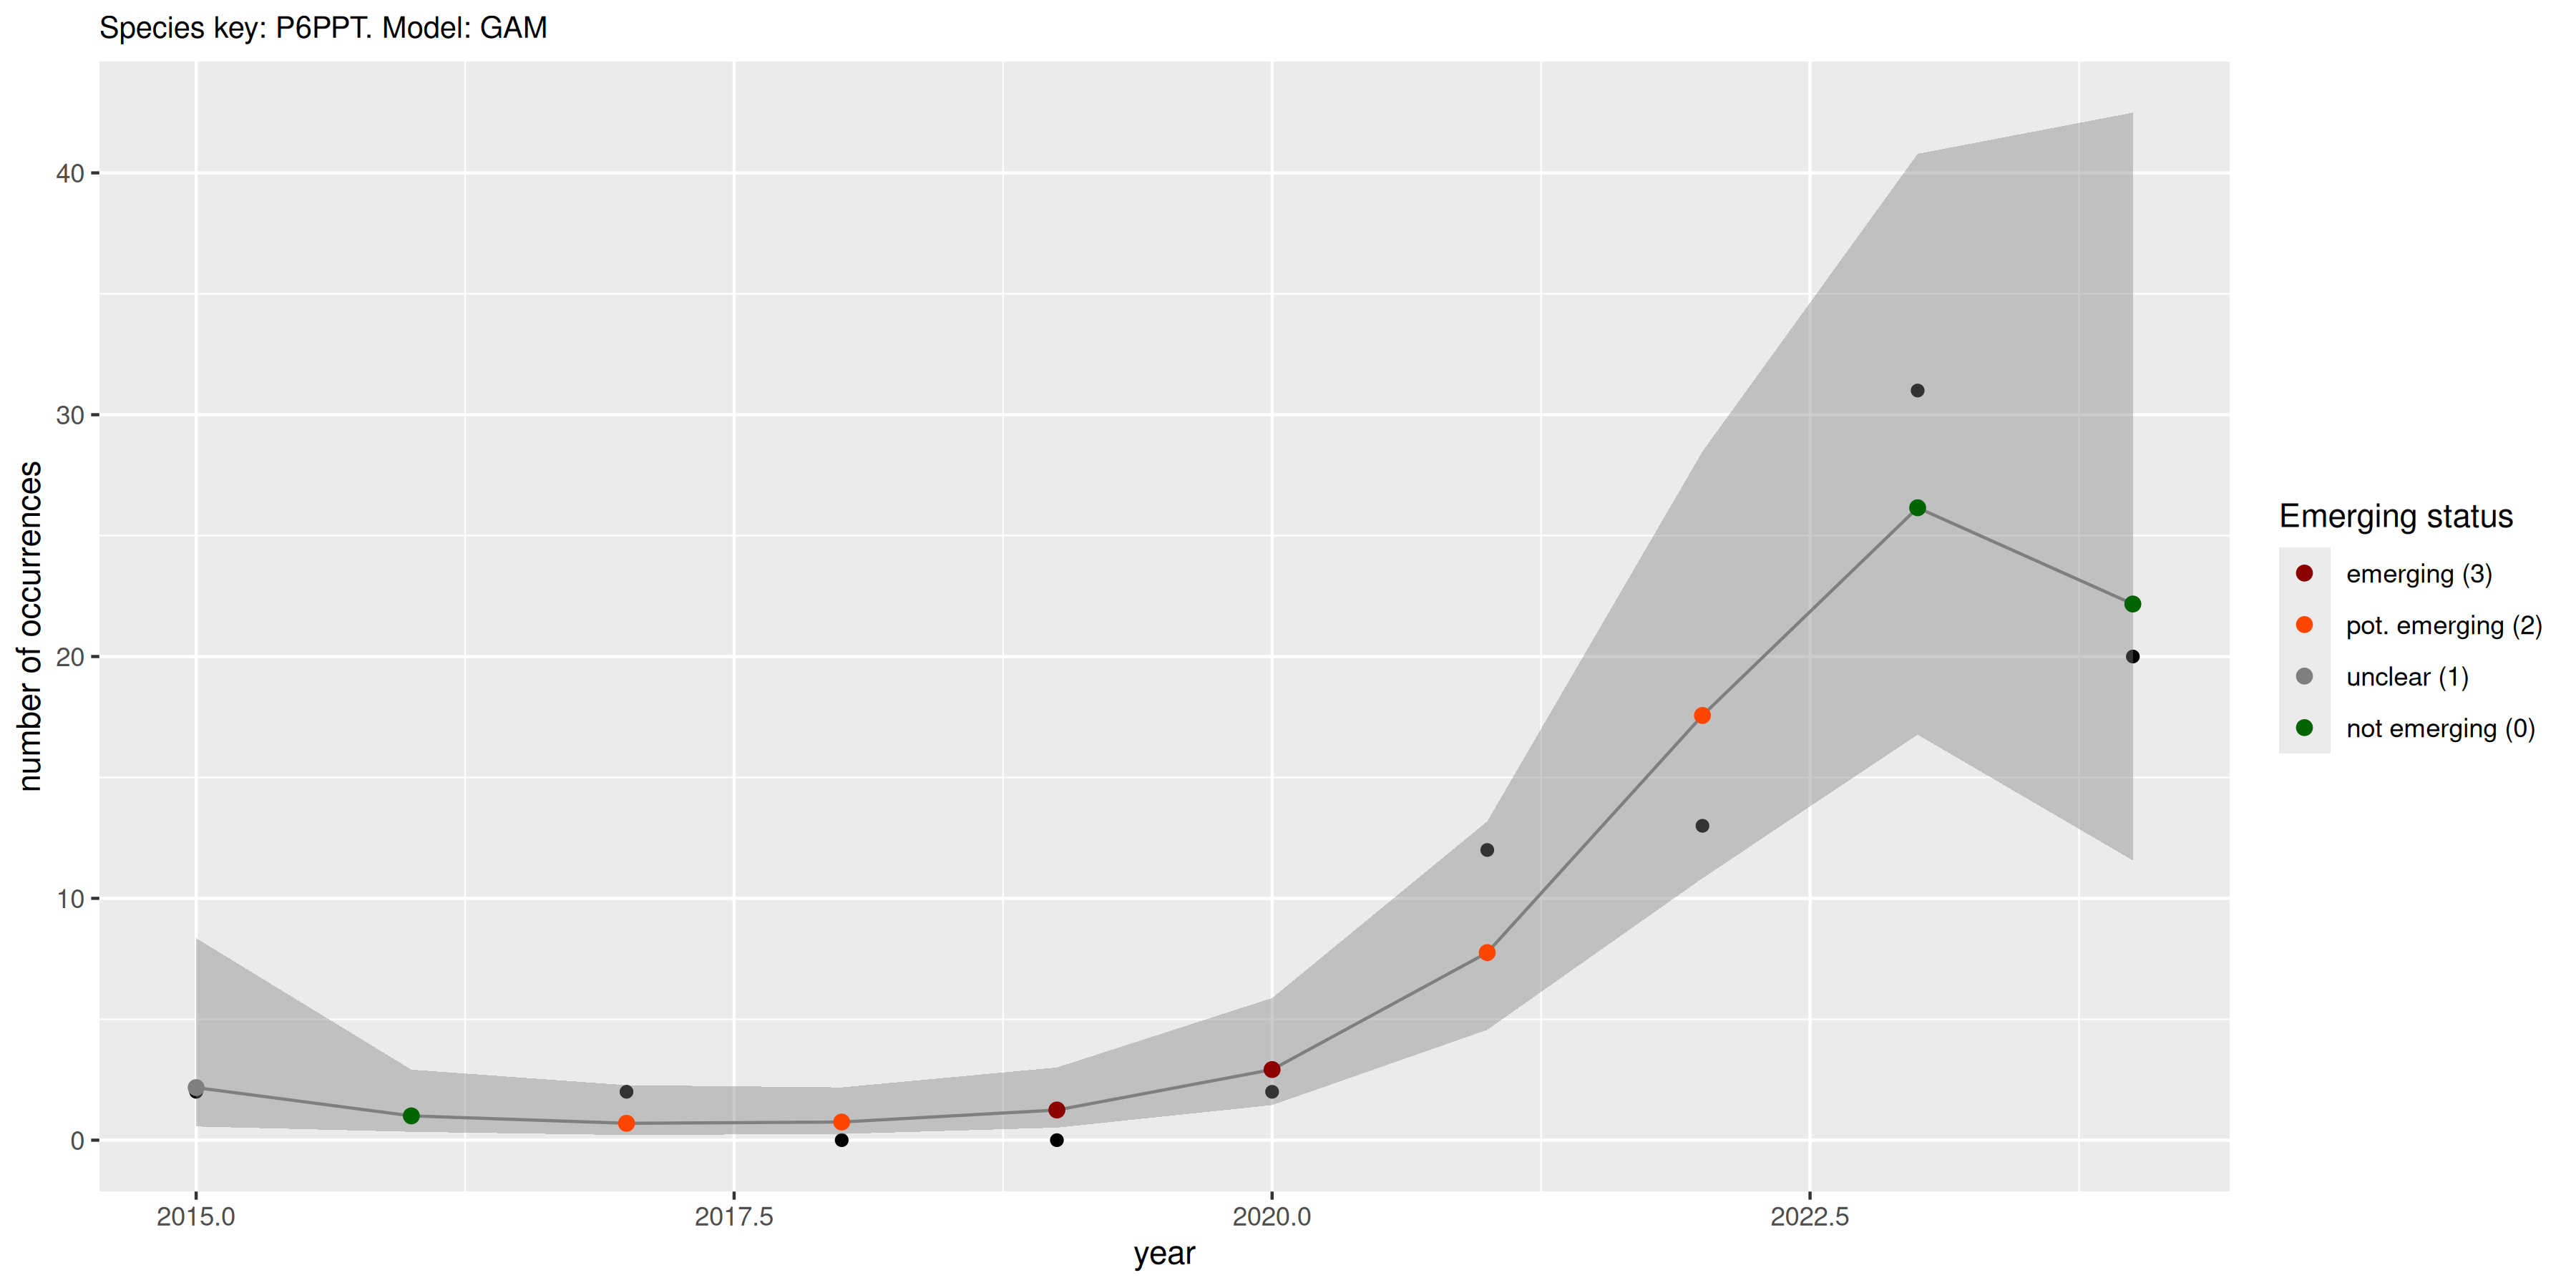 Species key: P6PPT. Model: GAM
40
30
20
10
0
number of occurrences
2015.0
2017.5
2020.0
2022.5
year
Emerging status
emerging (3)
pot. emerging (2)
unclear (1)
not emerging (0)